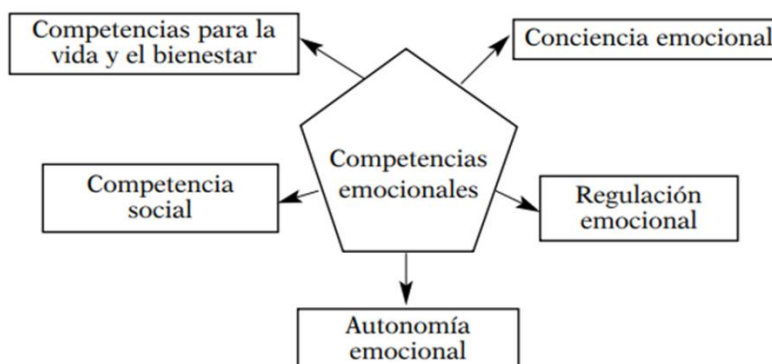 Competencias para la
vida y el bienestar
Conciencia emocional
Competencias
emocionales
Competencia
social
Regulación
emocional
Autonomía
emocional